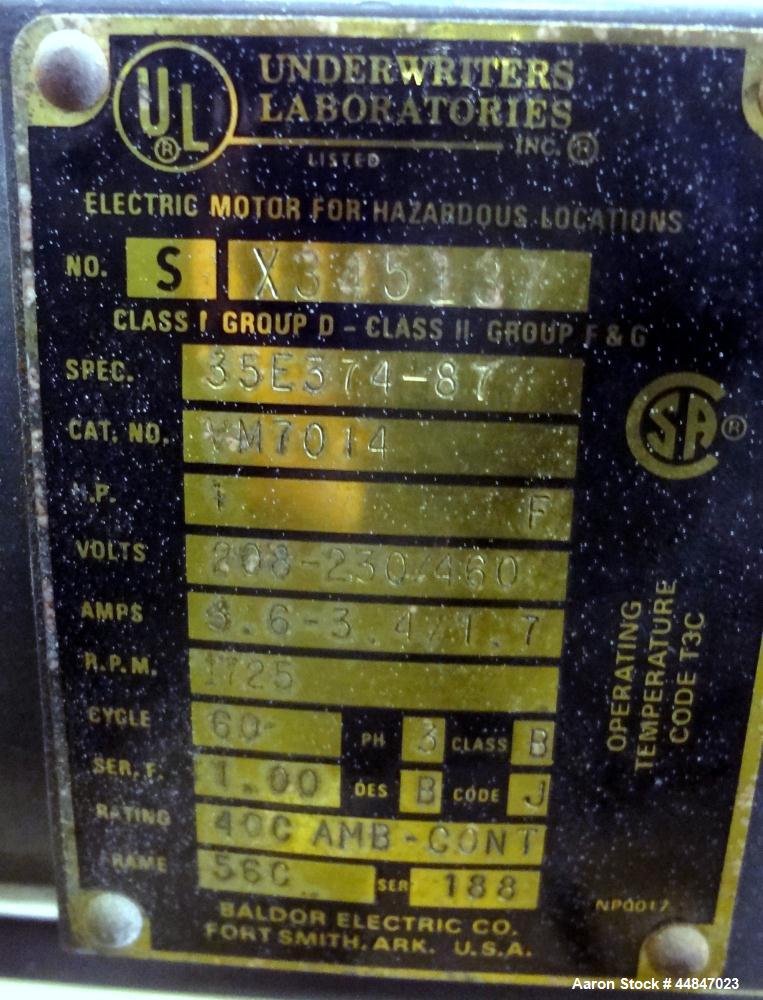 UL®
UNDERWRITERS
LABORATORIES
INC. ®
LISTED
ELECTRIC MOTOR FOR HAZARDOUS LOCATIONS
NO. S X345137
CLASS I GROUP D - CLASS II GROUP F & G
SPEC. 35E374-87
CAT. NO. VM7014
SA ®
H.P. 1 F
VOLTS 208-230/460
AMPS 3.6-3.4/1.7
R.P.M. 1725
OPERATING
TEMPERATURE
CODE T3C
CYCLE 60 PH 3 CLASS B
SER. F. 1.00 DES B CODE J
RATING 40C AMB-CONT
FRAME 56C SER 188
NP0017
BALDOR ELECTRIC CO.
FORT SMITH, ARK. U.S.A.
Aaron Stock # 44847023